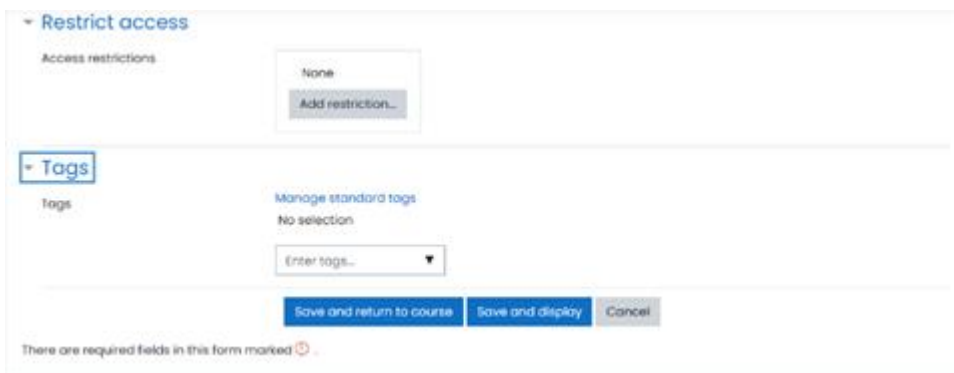 Restrict access
Access restrictions
None
Add restriction...
Tags
Tags
Manage standard tags
No selection
Enter tags...
Save and return to course Save and display Cancel
There are required fields in this form marked .